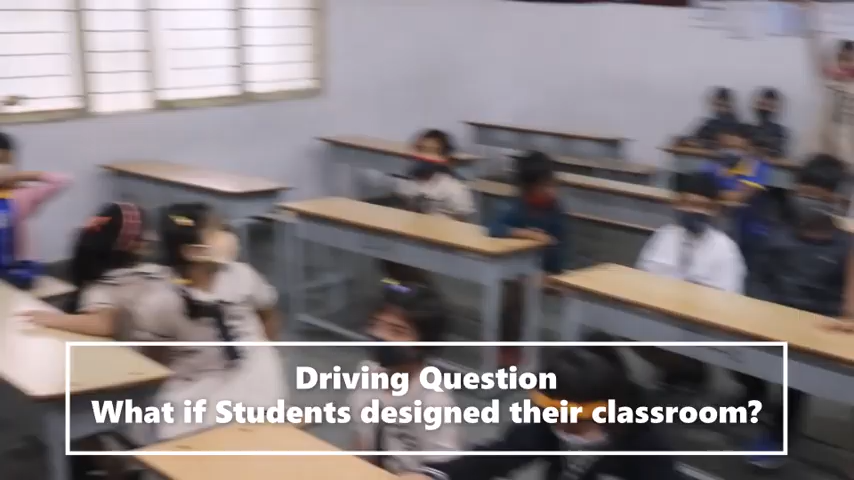 Driving Question
What if Students designed their classroom?